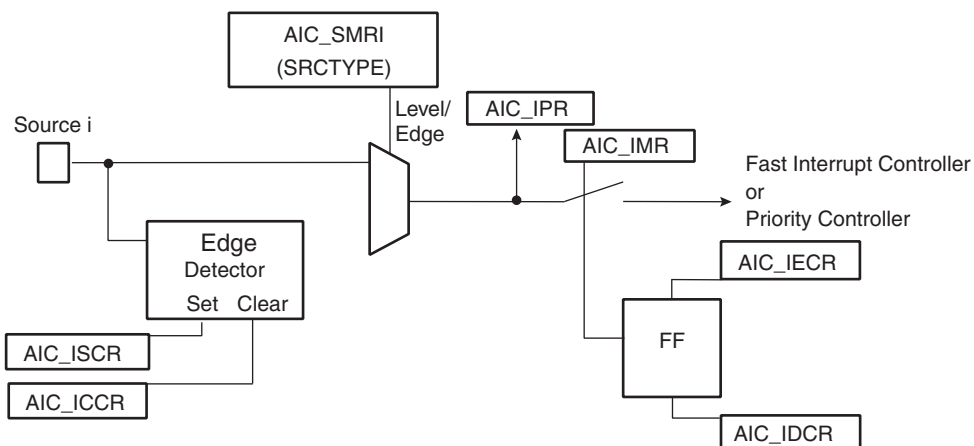 AIC_SMRI
(SRCTYPE)
Source i
Level/
Edge
AIC_IPR
AIC_IMR
Fast Interrupt Controller
or
Priority Controller
Edge
Detector
Set Clear
AIC_IECR
FF
AIC_ISCR
AIC_ICCR
AIC_IDCR